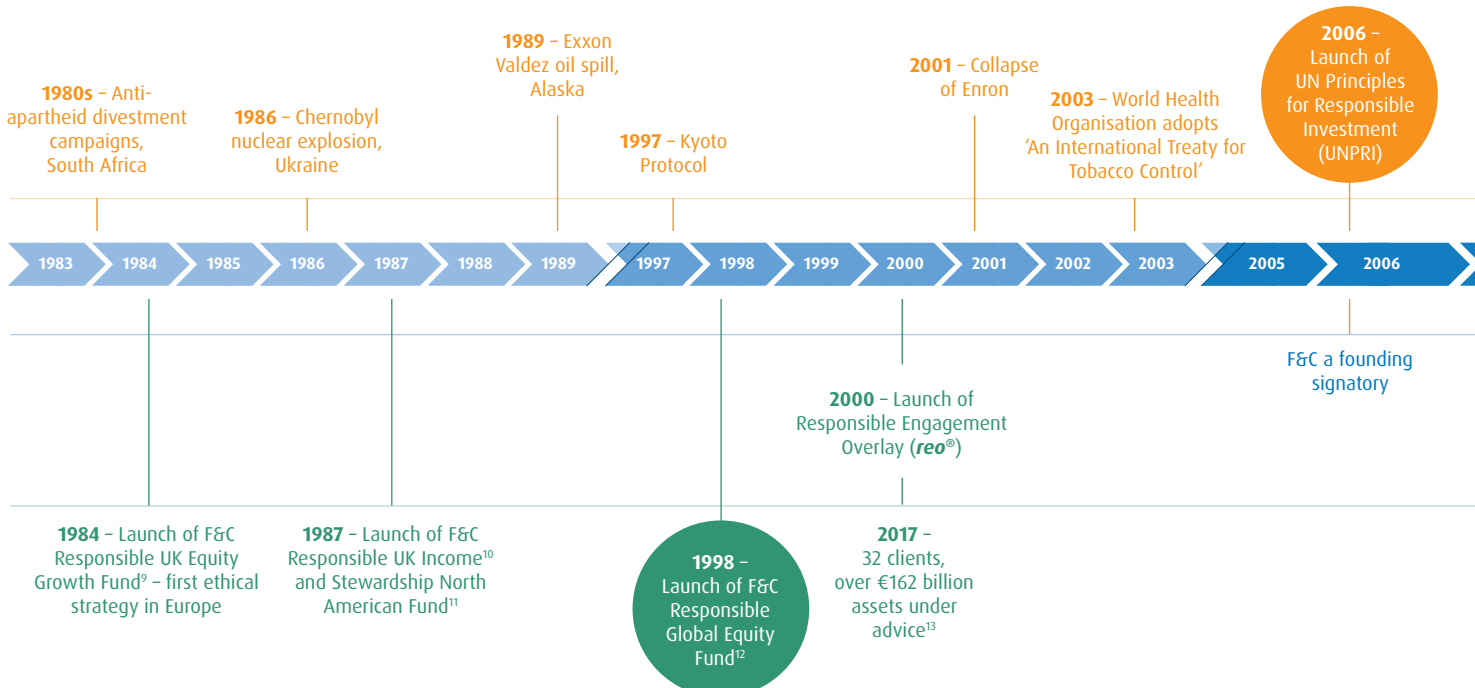 1980s – Anti-
apartheid divestment
campaigns,
South Africa
1986 – Chernobyl
nuclear explosion,
Ukraine
1989 – Exxon
Valdez oil spill,
Alaska
1997 – Kyoto
Protocol
2001 – Collapse
of Enron
2003 – World Health
Organisation adopts
‘An International Treaty for
Tobacco Control’
2006 –
Launch of
UN Principles
for Responsible
Investment
(UNPRI)
1983 1984 1985 1986 1987 1988 1989 1997 1998 1999 2000 2001 2002 2003 2005 2006
F&C a founding
signatory
2000 – Launch of
Responsible Engagement
Overlay (reo®)
1984 – Launch of F&C
Responsible UK Equity
Growth Fund⁹ – first ethical
strategy in Europe
1987 – Launch of F&C
Responsible UK Income¹⁰
and Stewardship North
American Fund¹¹
1998 –
Launch of F&C
Responsible
Global Equity
Fund¹²
2017 –
32 clients,
over €162 billion
assets under
advice¹³